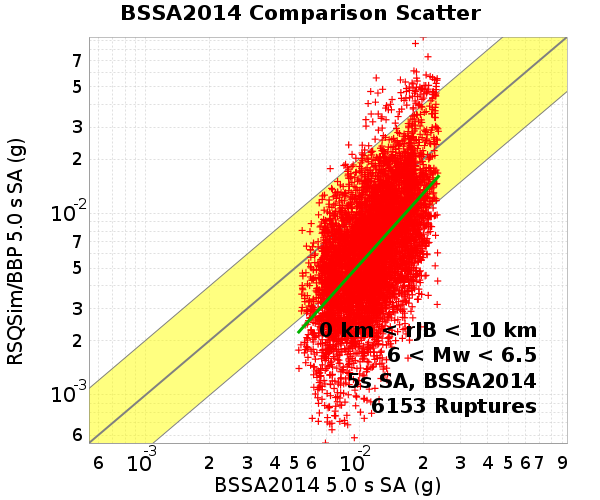 BSSA2014 Comparison Scatter
RSQSim/BBP 5.0 s SA (g)
7
5
3
2
10-2
7
5
3
2
10-3
6
0 km < rJB < 10 km
6 < Mw < 6.5
5s SA, BSSA2014
6153 Ruptures
6 10-3 2 3 4 5 6 10-2 2 3 4 5 6 7 9
BSSA2014 5.0 s SA (g)